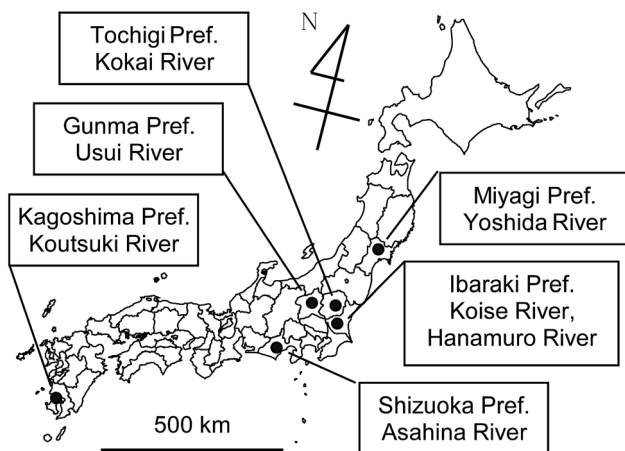 Tochigi Pref.
Kokai River
N
Gunma Pref.
Usui River
Kagoshima Pref.
Koutsuki River
Miyagi Pref.
Yoshida River
Ibaraki Pref.
Koise River,
Hanamuro River
Shizuoka Pref.
Asahina River
500 km